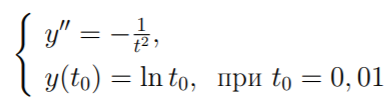 y'' = -1/t²,
y(t₀) = ln t₀, при t₀ = 0,01